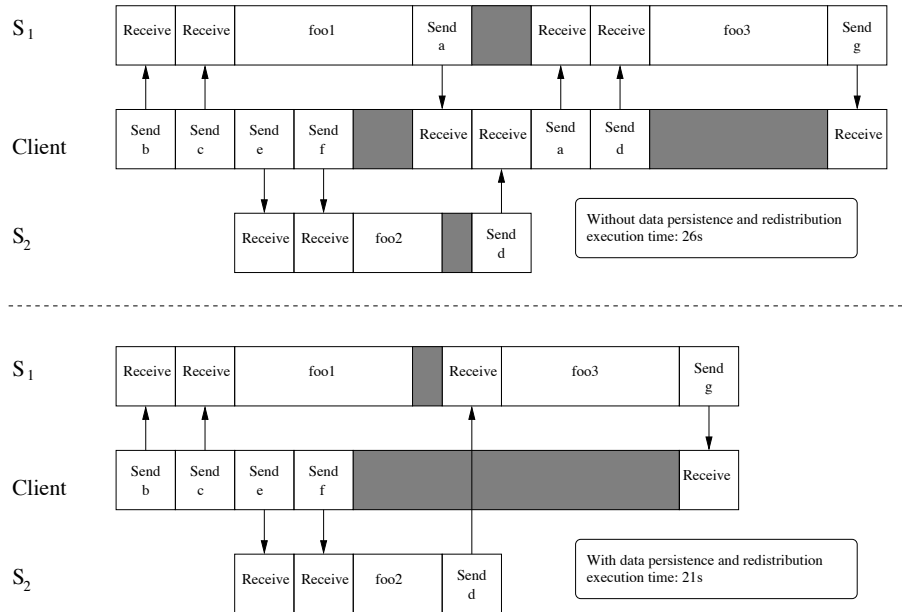 S1
Receive Receive foo1 Send a Receive Receive foo3 Send g
Client
Send b Send c Send e Send f Receive Receive Send a Send d Receive
S2
Receive Receive foo2 Send d
Without data persistence and redistribution
execution time: 26s
S1
Receive Receive foo1 Receive foo3 Send g
Client
Send b Send c Send e Send f Receive
S2
Receive Receive foo2 Send d
With data persistence and redistribution
execution time: 21s